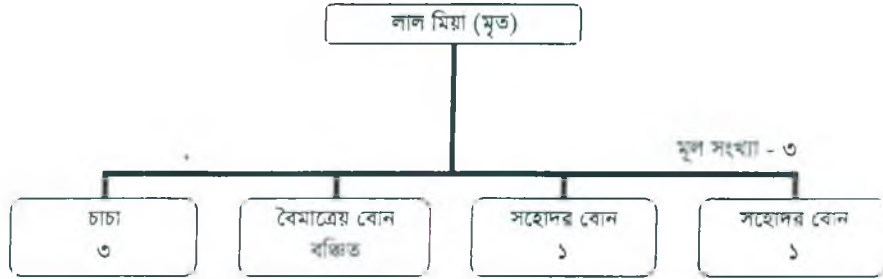 লাল মিয়া (মৃত)
মূল সংখ্যা - ৩
চাচা
৩
বৈমাত্রেয় বোন
বঞ্চিত
সহোদর বোন
১
সহোদর বোন
১